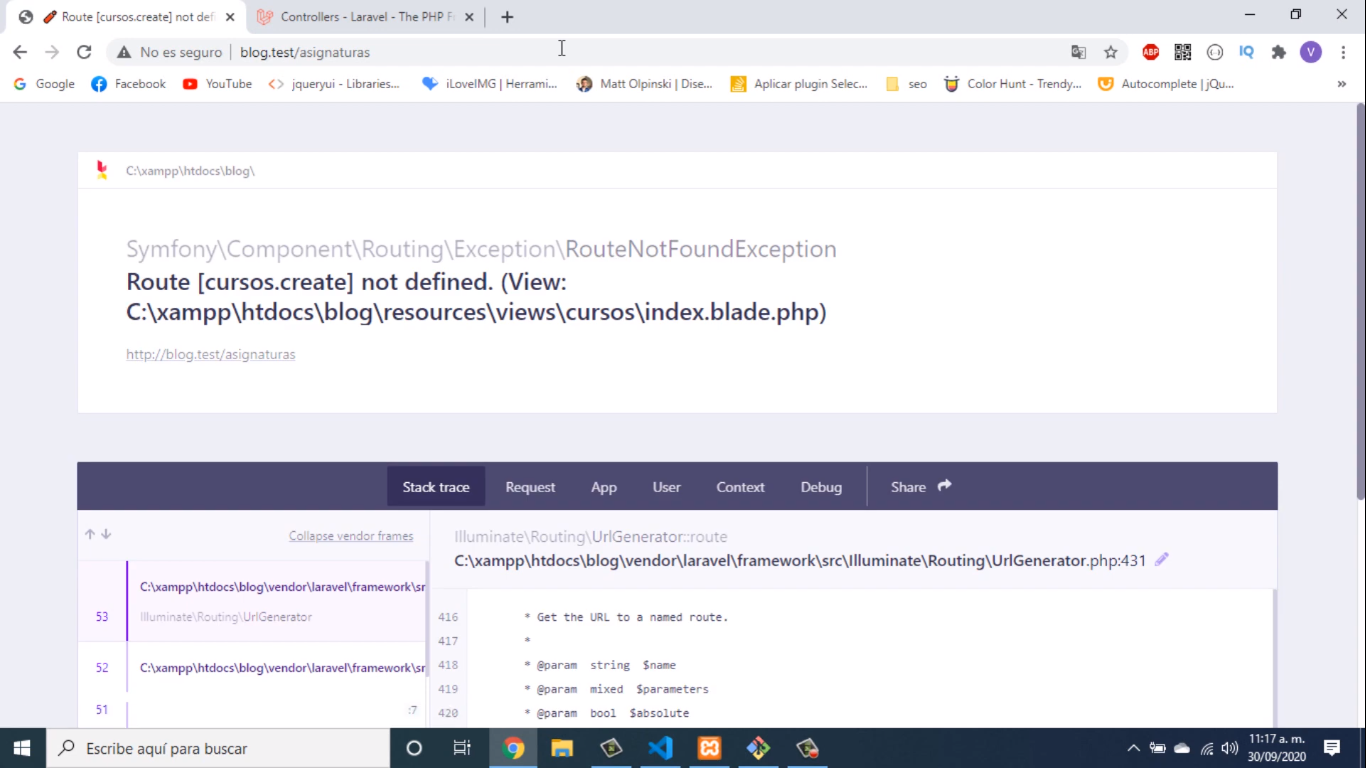 Route [cursos.create] not def
Controllers - Laravel - The PHP F
No es seguro
blog.test/asignaturas
ABP
IQ
V
Google
Facebook
YouTube
jqueryui - Libraries...
iLoveIMG | Herrami...
Matt Olpinski | Dise...
Aplicar plugin Selec...
seo
Color Hunt - Trendy...
Autocomplete | jQu...
»
C:\xampp\htdocs\blog\
Symfony\Component\Routing\Exception\RouteNotFoundException
Route [cursos.create] not defined. (View:
C:\xampp\htdocs\blog\resources\views\cursos\index.blade.php)
http://blog.test/asignaturas
Stack trace
Request
App
User
Context
Debug
Share
Collapse vendor frames
Illuminate\Routing\UrlGenerator::route
C:\xampp\htdocs\blog\vendor\laravel\framework\src\Illuminate\Routing\UrlGenerator.php:431
C:\xampp\htdocs\blog\vendor\laravel\framework\sr
53
Illuminate\Routing\UrlGenerator
52
C:\xampp\htdocs\blog\vendor\laravel\framework\sr
51
:7
416 * Get the URL to a named route.
417 *
418 * @param string $name
419 * @param mixed $parameters
420 * @param bool $absolute
Escribe aquí para buscar
11:17 a. m.
30/09/2020